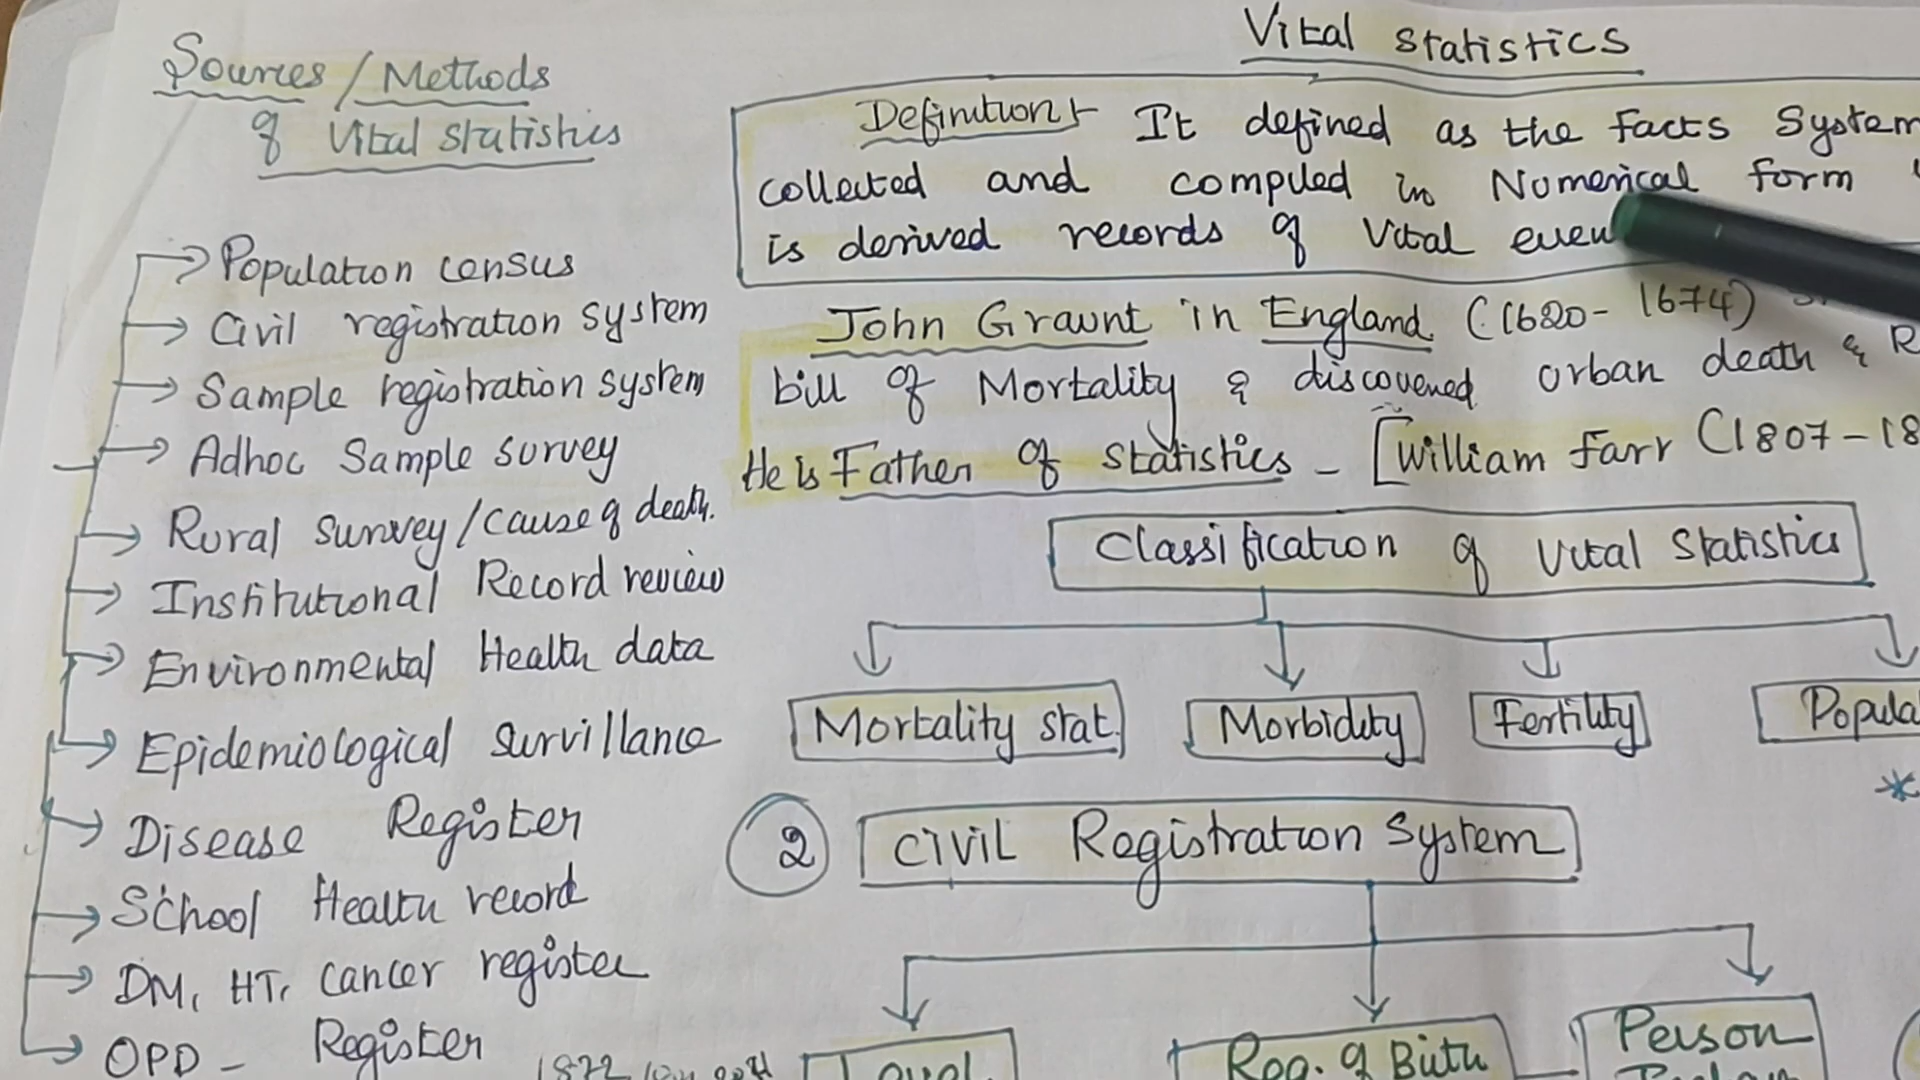 Sources / Methods
of Vital statistics
Population census
Civil registration system
Sample registration system
Adhoc Sample survey
Rural survey/cause of death.
Institutional Record review
Environmental Health data
Epidemiological survillance
Disease Register
School Health record
DM, HT, cancer register
OPD - Register
Vital statistics
Definition :- It defined as the facts System
collected and compiled in Numerical form
is derived records of Vital
John Graunt in England (1620- 1674)
bill of Mortality & discovered urban death &
He is Father of statistics - [William Farr (1807-18
Classification of Vital Statistics
Mortality stat.
Morbidity
Fertility
Popula
2 Civil Registration System
Reg. of Birth
Person
1872